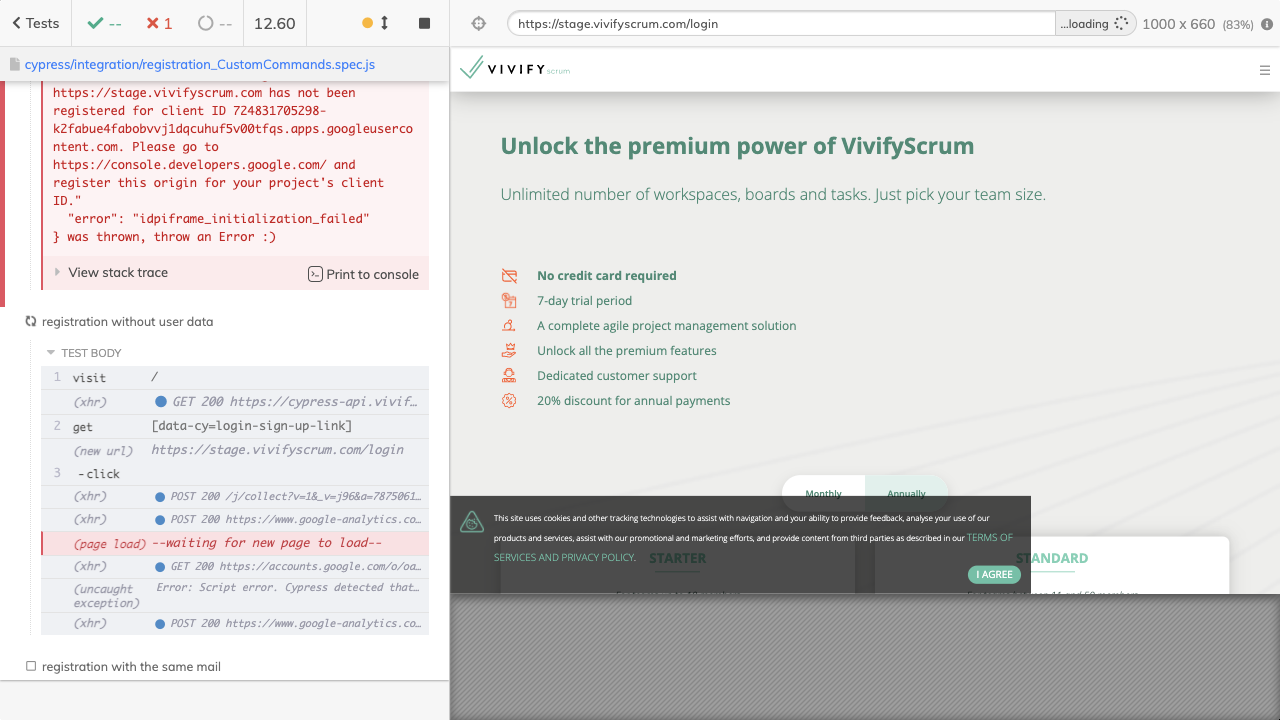 Tests
--
1
--
12.60
https://stage.vivifyscrum.com/login
...loading
1000 x 660 (83%)
cypress/integration/registration_CustomCommands.spec.js
https://stage.vivifyscrum.com has not been
registered for client ID 724831705298-
k2fabue4fabobvvj1dqcuhuf5v00tfqs.apps.googleuserco
ntent.com. Please go to
https://console.developers.google.com/ and
register this origin for your project's client
ID."
"error": "idpiframe_initialization_failed"
} was thrown, throw an Error :)
View stack trace
Print to console
registration without user data
TEST BODY
1 visit /
(xhr) GET 200 https://cypress-api.vivif...
2 get [data-cy=login-sign-up-link]
(new url) https://stage.vivifyscrum.com/login
3 -click
(xhr) POST 200 /j/collect?v=1&_v=j96&a=7875061...
(xhr) POST 200 https://www.google-analytics.co...
(page load) --waiting for new page to load--
(xhr) GET 200 https://accounts.google.com/o/oa...
(uncaught exception) Error: Script error. Cypress detected that...
(xhr) POST 200 https://www.google-analytics.co...
registration with the same mail
VIVIFY scrum
Unlock the premium power of VivifyScrum
Unlimited number of workspaces, boards and tasks. Just pick your team size.
No credit card required
7-day trial period
A complete agile project management solution
Unlock all the premium features
Dedicated customer support
20% discount for annual payments
Monthly
Annually
This site uses cookies and other tracking technologies to assist with navigation and your ability to provide feedback, analyse your use of our
products and services, assist with our promotional and marketing efforts, and provide content from third parties as described in our TERMS OF
SERVICES AND PRIVACY POLICY.
I AGREE
STARTER
STANDARD